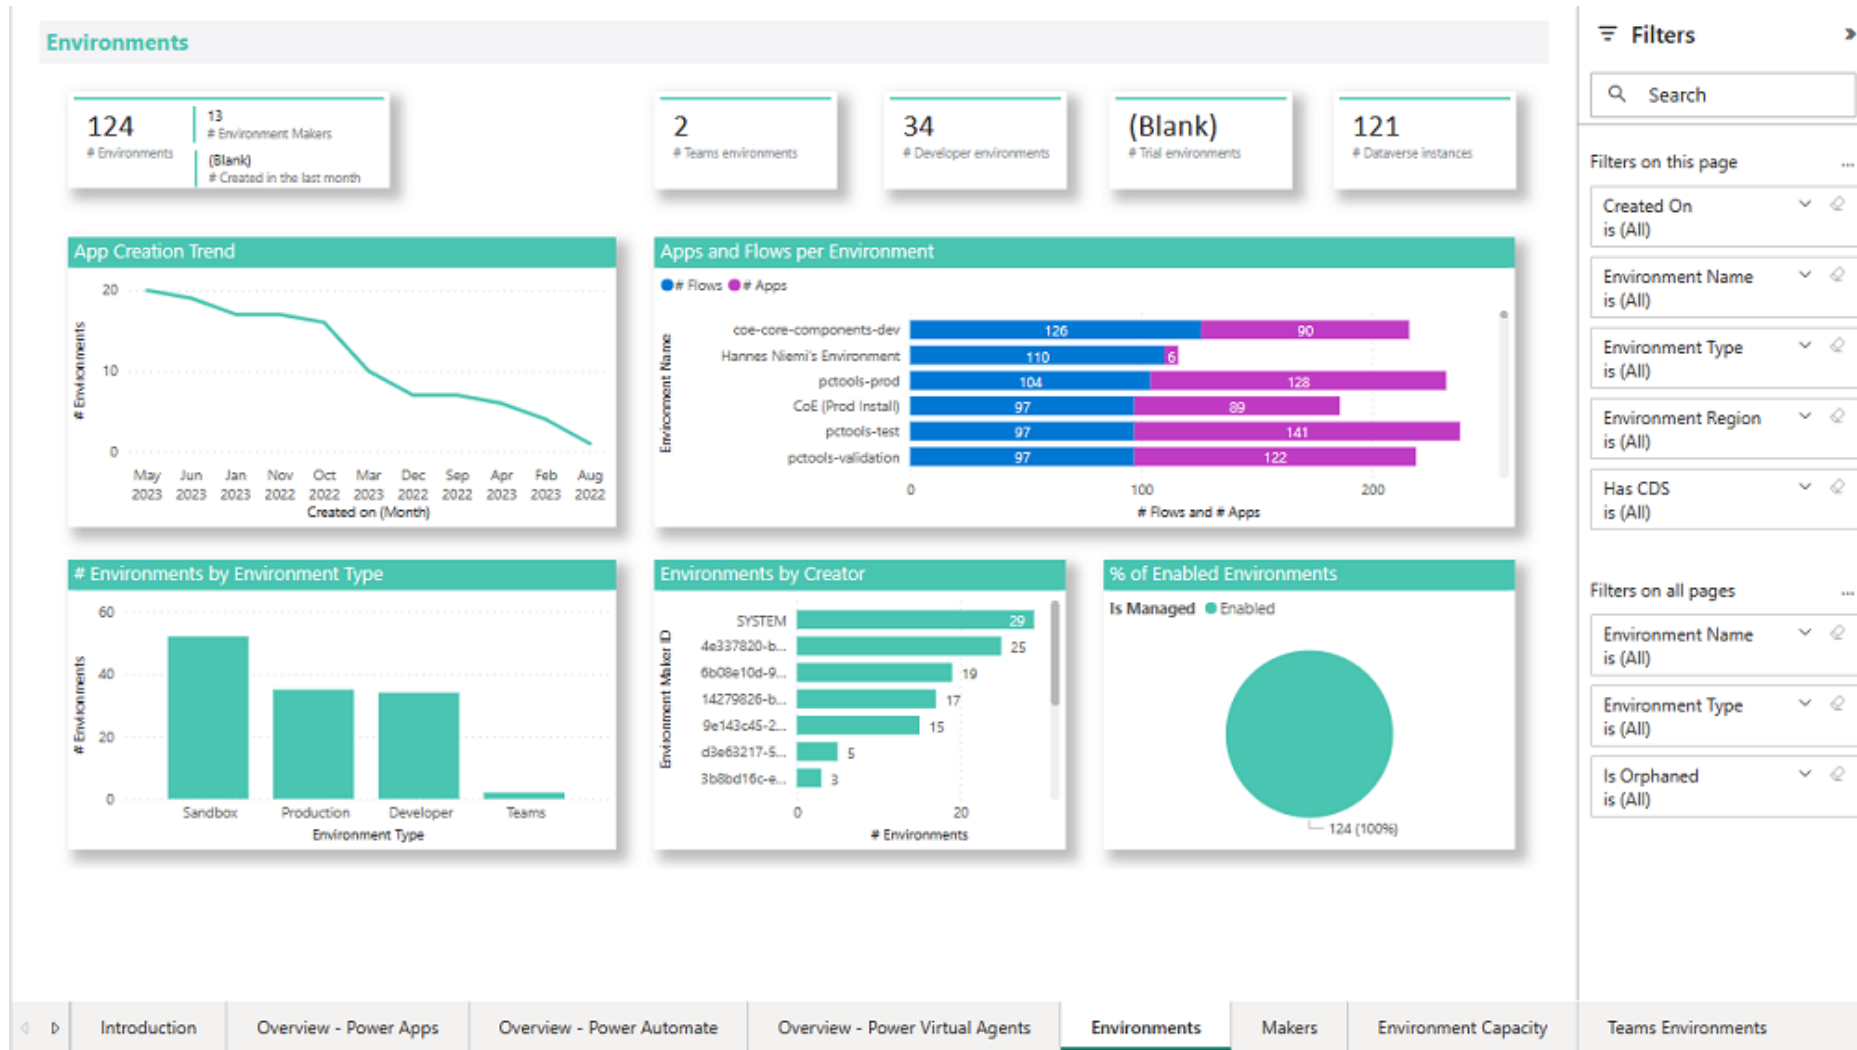 Environments
124
# Environments
13
# Environment Makers
(Blank)
# Created in the last month
2
# Teams environments
34
# Developer environments
(Blank)
# Trial environments
121
# Dataverse instances
App Creation Trend
20
10
0
# Environments
May 2023
Jun 2023
Jan 2023
Nov 2022
Oct 2022
Mar 2023
Dec 2022
Sep 2022
Apr 2023
Feb 2023
Aug 2022
Created on (Month)
Apps and Flows per Environment
# Flows # Apps
Environment Name
coe-core-components-dev 126 90
Hannes Niemi's Environment 110 6
pctools-prod 104 128
CoE (Prod Install) 97 89
pctools-test 97 141
pctools-validation 97 122
0 100 200
# Flows and # Apps
# Environments by Environment Type
60
40
20
0
# Environments
Sandbox Production Developer Teams
Environment Type
Environments by Creator
Environment Maker ID
SYSTEM 29
4e337820-b... 25
6b08e10d-9... 19
14279826-b... 17
9e143c45-2... 15
d3e63217-5... 5
3b8bd16c-e... 3
0 20
# Environments
% of Enabled Environments
Is Managed Enabled
124 (100%)
Filters
Search
Filters on this page
...
Created On
is (All)
Environment Name
is (All)
Environment Type
is (All)
Environment Region
is (All)
Has CDS
is (All)
Filters on all pages
...
Environment Name
is (All)
Environment Type
is (All)
Is Orphaned
is (All)
Introduction
Overview - Power Apps
Overview - Power Automate
Overview - Power Virtual Agents
Environments
Makers
Environment Capacity
Teams Environments